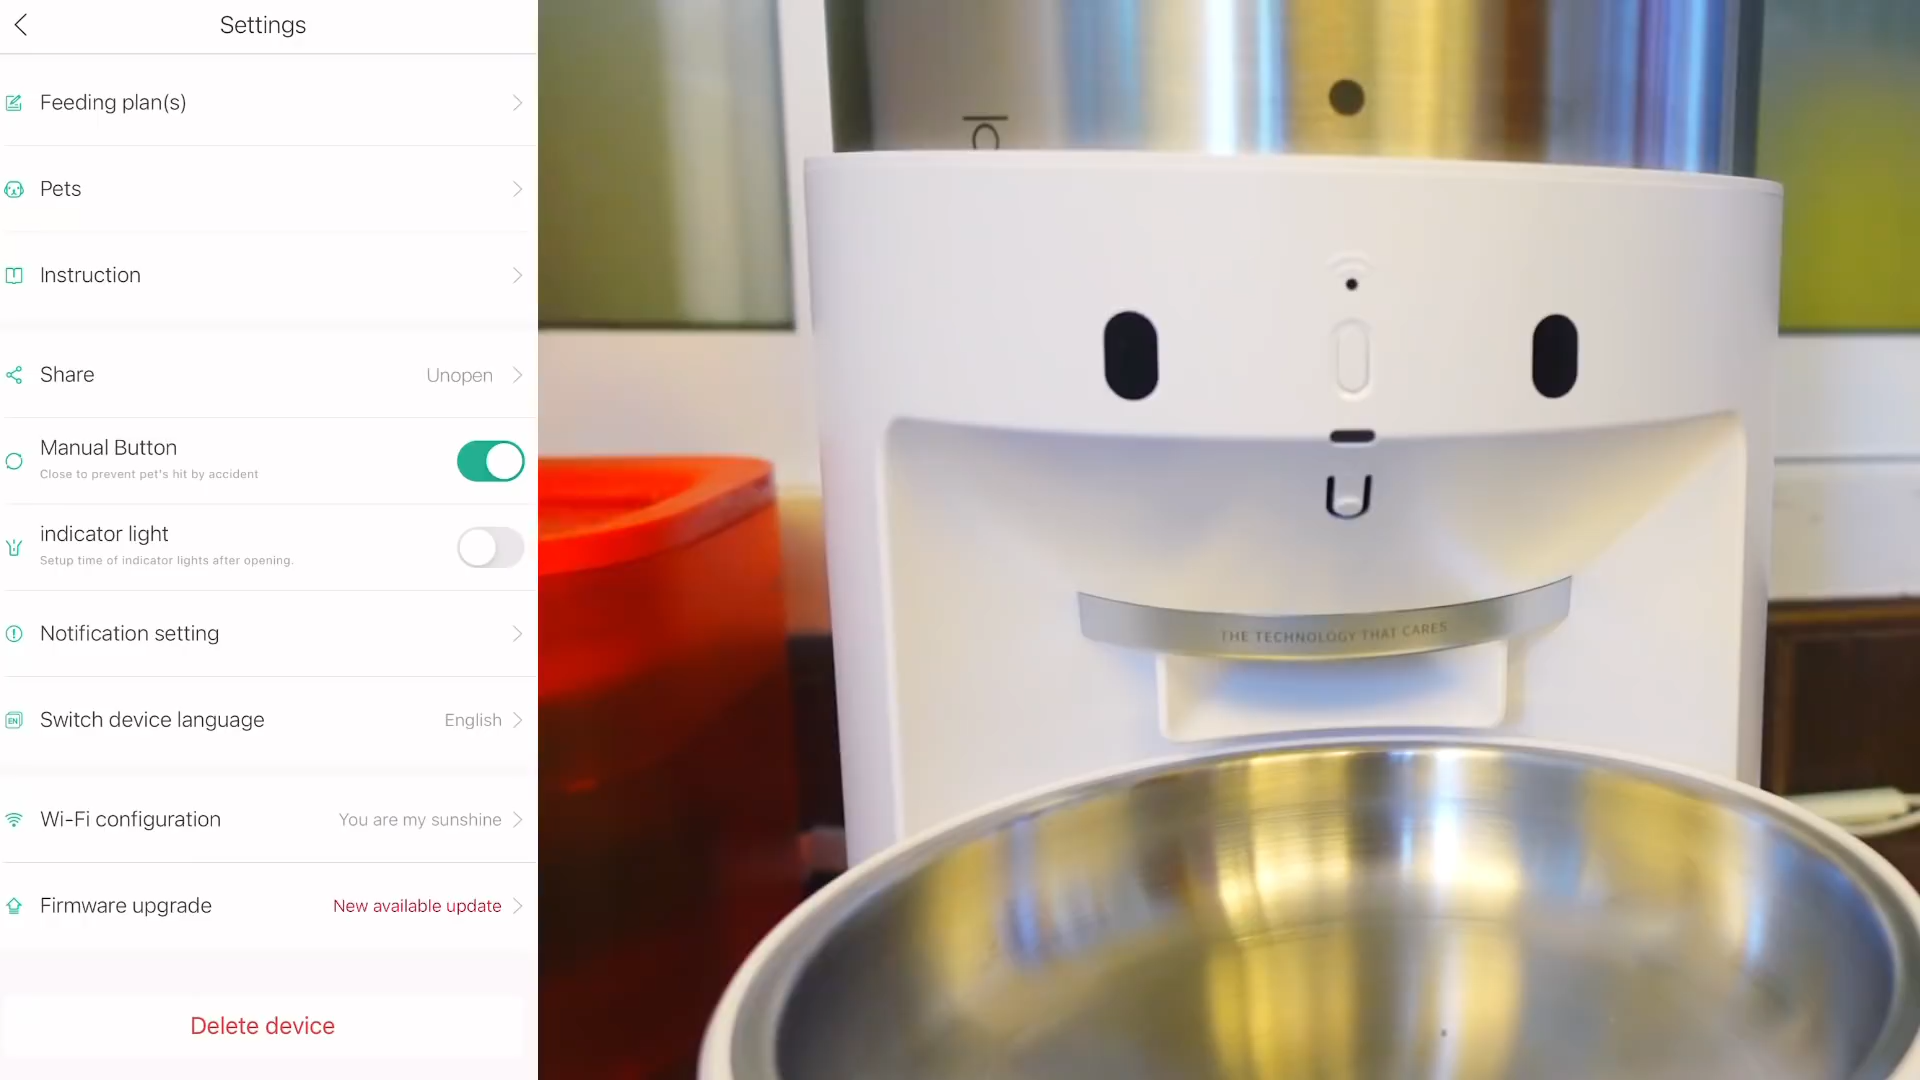 Settings
Feeding plan(s)
Pets
Instruction
Share
Unopen
Manual Button
Close to prevent pet's hit by accident
indicator light
Setup time of indicator lights after opening.
Notification setting
EN
Switch device language
English
Wi-Fi configuration
You are my sunshine
Firmware upgrade
New available update
Delete device
THE TECHNOLOGY THAT CARES